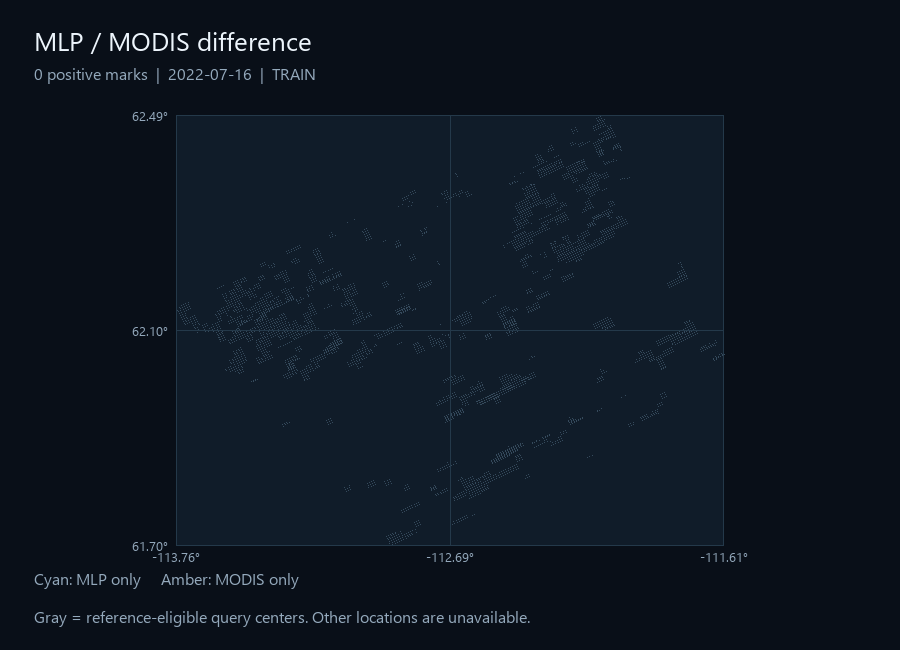 MLP / MODIS difference
0 positive marks | 2022-07-16 | TRAIN
62.49°
62.10°
61.70°
-113.76° -112.69° -111.61°
Cyan: MLP only Amber: MODIS only
Gray = reference-eligible query centers. Other locations are unavailable.